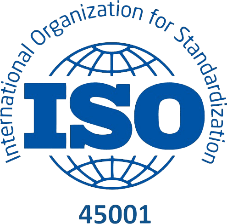 International Organization for Standardization
ISO
45001